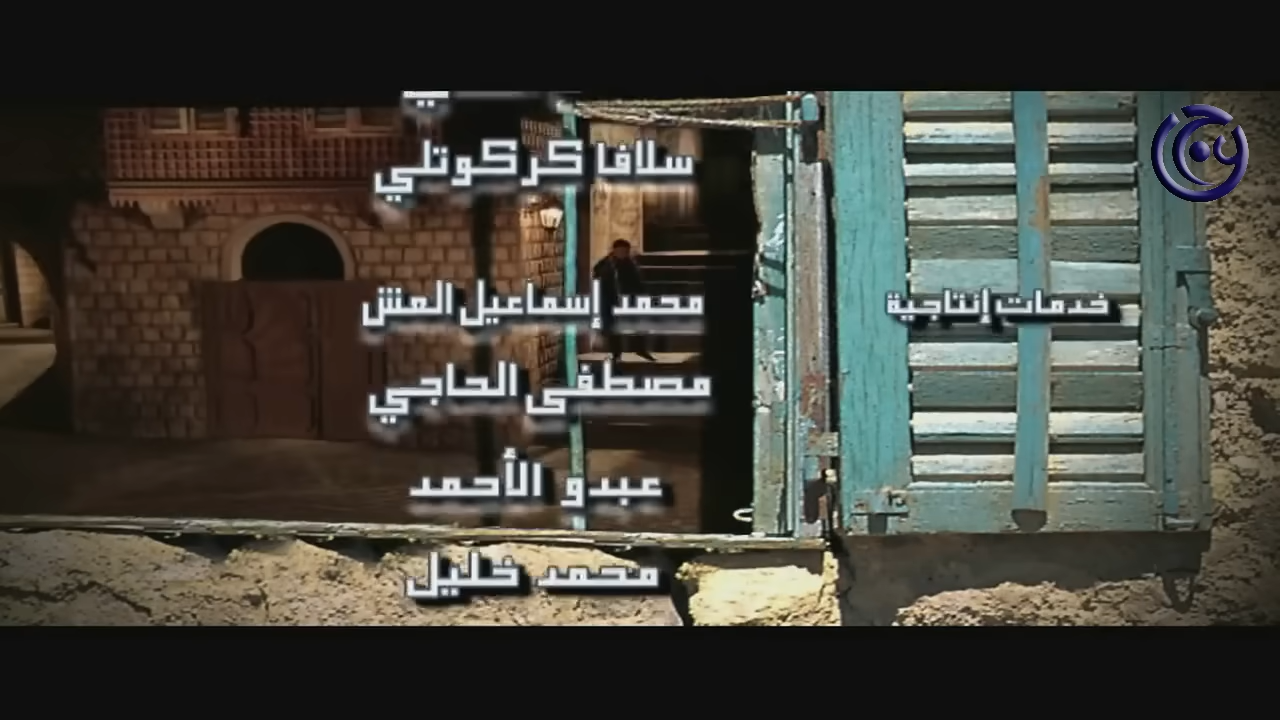 سلافا كركوتلي
خدمات إنتاجية
محمد إسماعيل العش
مصطفى الحاجي
عبدو الأحمد
محمد خليل